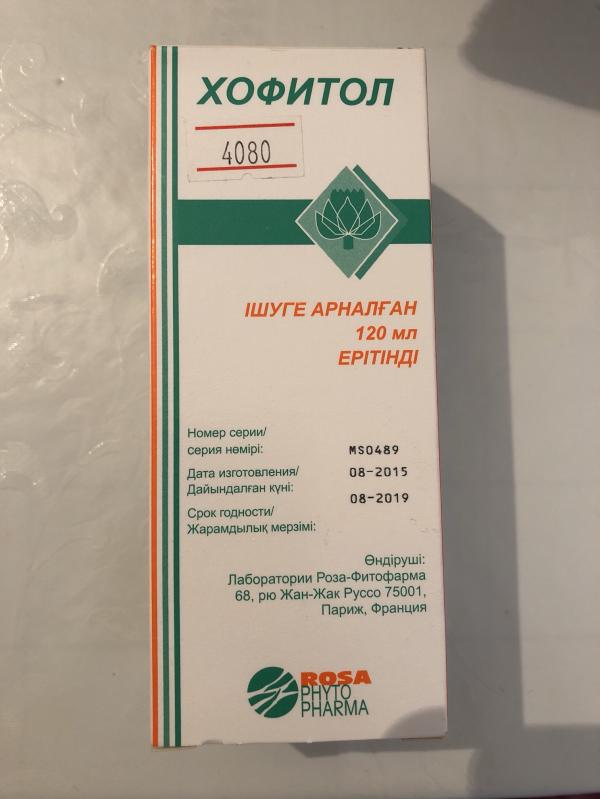 ХОФИТОЛ
4080
ІШУГЕ АРНАЛҒАН
120 мл
ЕРІТІНДІ
Номер серии/
серия нөмірі:
MS0489
Дата изготовления/
08-2015
Дайындалған күні:
08-2019
Срок годности/
Жарамдылық мерзімі:
Өндіруші:
Лаборатории Роза-Фитофарма
68, рю Жан-Жак Руссо 75001,
Париж, Франция
ROSA
PHYTO
PHARMA